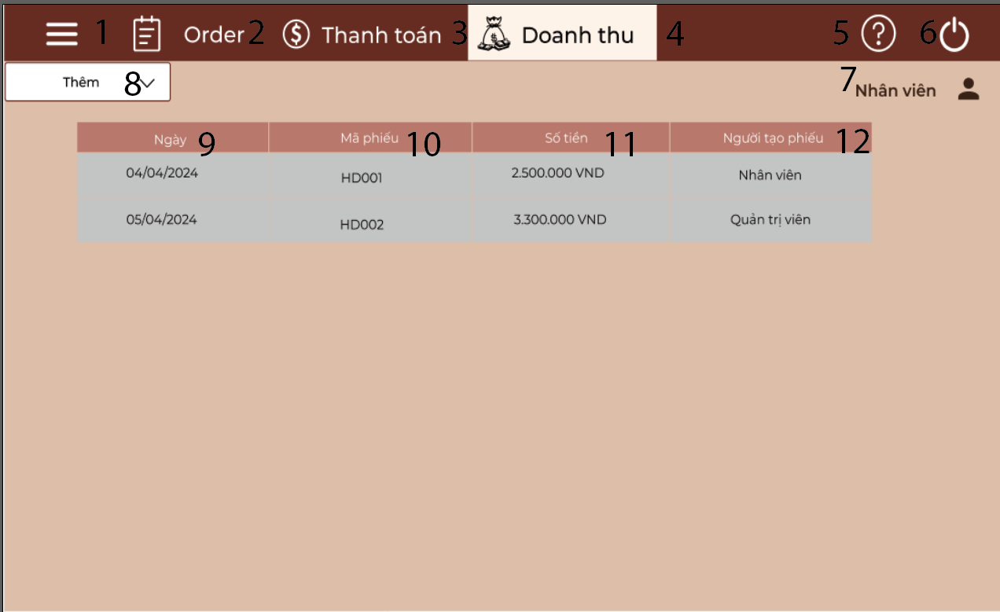 1 Order 2 $ Thanh toán 3 $ Doanh thu 4 5 ? 6
Thêm 8 7 Nhân viên
Ngày 9 Mã phiếu 10 Số tiền 11 Người tạo phiếu 12
04/04/2024 HD001 2.500.000 VND Nhân viên
05/04/2024 HD002 3.300.000 VND Quản trị viên